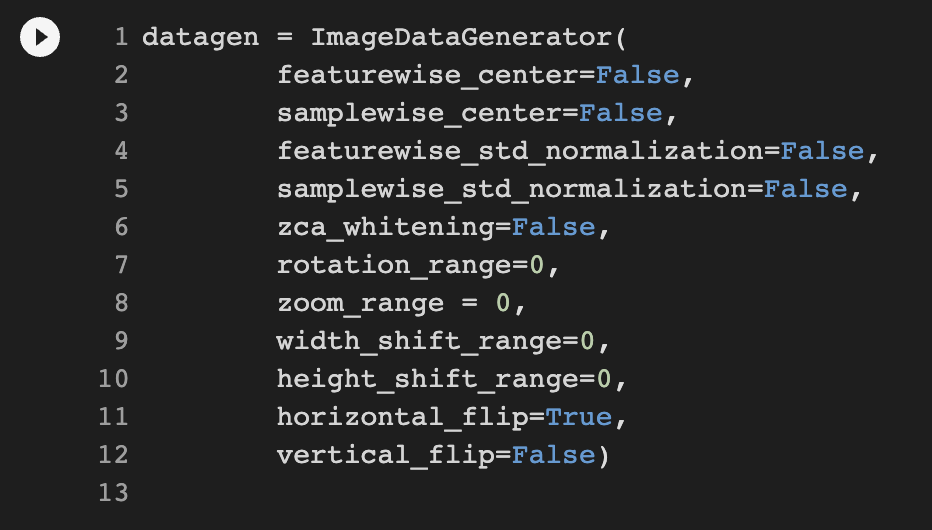 1 datagen = ImageDataGenerator(
2         featurewise_center=False,
3         samplewise_center=False,
4         featurewise_std_normalization=False,
5         samplewise_std_normalization=False,
6         zca_whitening=False,
7         rotation_range=0,
8         zoom_range = 0,
9         width_shift_range=0,
10         height_shift_range=0,
11         horizontal_flip=True,
12         vertical_flip=False)
13